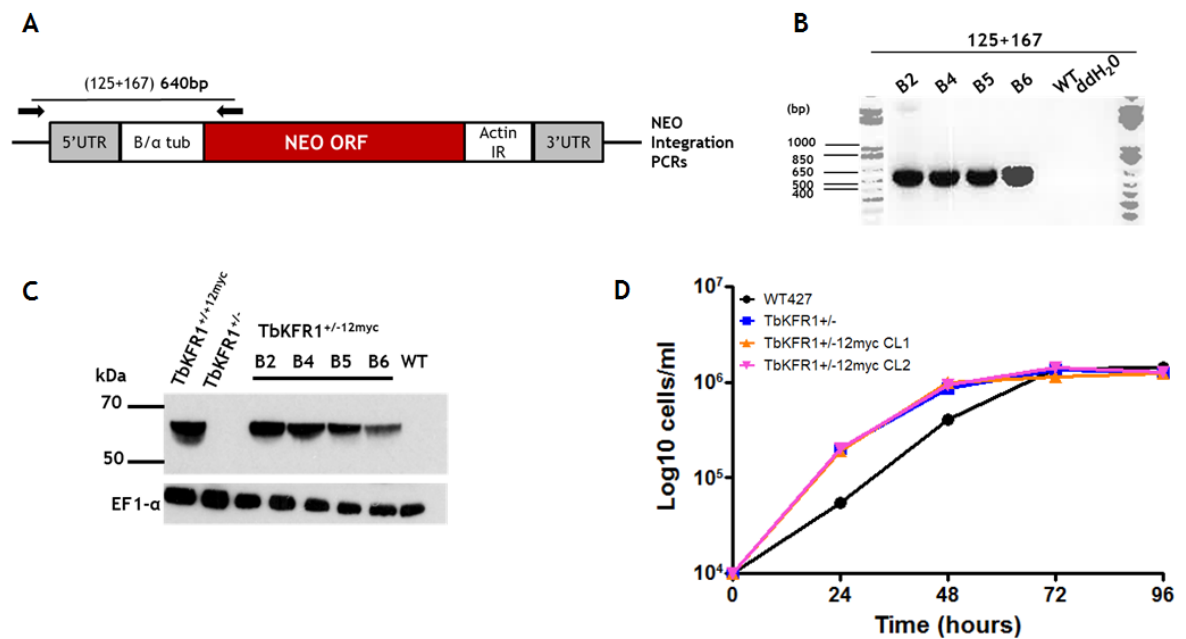 A
(125+167) 640bp
5'UTR
B/α tub
NEO ORF
Actin
IR
3'UTR
NEO
Integration
PCRs
B
125+167
B2 B4 B5 B6 WT ddH20
(bp)
1000
850
650
500
400
C
TbKFR1+/+12myc
TbKFR1+/-
TbKFR1+/-12myc
B2 B4 B5 B6 WT
kDa
70
50
EF1-α
D
WT427
TbKFR1+/-
TbKFR1+/-12myc CL1
TbKFR1+/-12myc CL2
Log10 cells/ml
10^7
10^6
10^5
10^4
0 24 48 72 96
Time (hours)